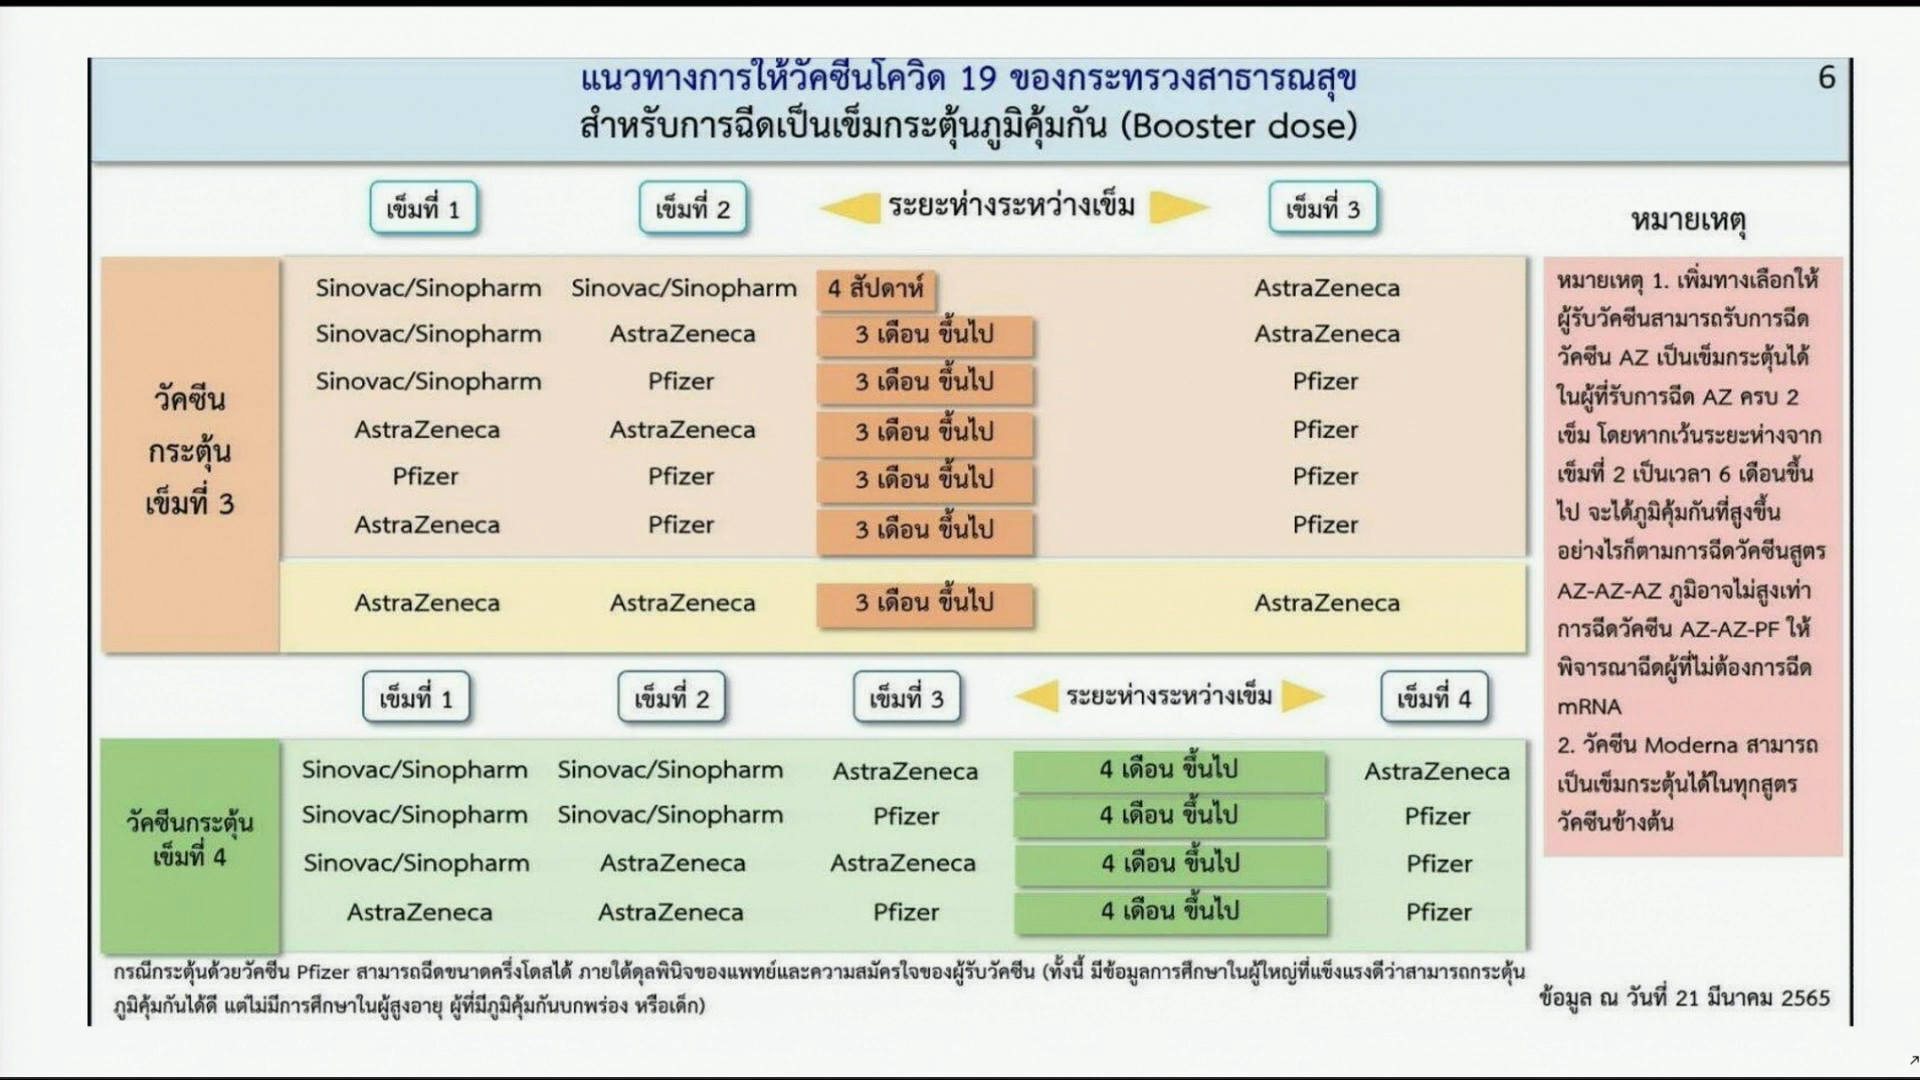 แนวทางการให้วัคซีนโควิด 19 ของกระทรวงสาธารณสุข
6
สำหรับการฉีดเป็นเข็มกระตุ้นภูมิคุ้มกัน (Booster dose)
เข็มที่ 1 เข็มที่ 2 ระยะห่างระหว่างเข็ม เข็มที่ 3
วัคซีน
กระตุ้น
เข็มที่ 3
Sinovac/Sinopharm Sinovac/Sinopharm 4 สัปดาห์ AstraZeneca
Sinovac/Sinopharm AstraZeneca 3 เดือน ขึ้นไป AstraZeneca
Sinovac/Sinopharm Pfizer 3 เดือน ขึ้นไป Pfizer
AstraZeneca AstraZeneca 3 เดือน ขึ้นไป Pfizer
Pfizer Pfizer 3 เดือน ขึ้นไป Pfizer
AstraZeneca Pfizer 3 เดือน ขึ้นไป Pfizer
AstraZeneca AstraZeneca 3 เดือน ขึ้นไป AstraZeneca
เข็มที่ 1 เข็มที่ 2 เข็มที่ 3 ระยะห่างระหว่างเข็ม เข็มที่ 4
วัคซีนกระตุ้น
เข็มที่ 4
Sinovac/Sinopharm Sinovac/Sinopharm AstraZeneca 4 เดือน ขึ้นไป AstraZeneca
Sinovac/Sinopharm Sinovac/Sinopharm Pfizer 4 เดือน ขึ้นไป Pfizer
Sinovac/Sinopharm AstraZeneca AstraZeneca 4 เดือน ขึ้นไป Pfizer
AstraZeneca AstraZeneca Pfizer 4 เดือน ขึ้นไป Pfizer
หมายเหตุ
หมายเหตุ 1. เพิ่มทางเลือกให้
ผู้รับวัคซีนสามารถรับการฉีด
วัคซีน AZ เป็นเข็มกระตุ้นได้
ในผู้ที่รับการฉีด AZ ครบ 2
เข็ม โดยหากเว้นระยะห่างจาก
เข็มที่ 2 เป็นเวลา 6 เดือนขึ้น
ไป จะได้ภูมิคุ้มกันที่สูงขึ้น
อย่างไรก็ตามการฉีดวัคซีนสูตร
AZ-AZ-AZ ภูมิอาจไม่สูงเท่า
การฉีดวัคซีน AZ-AZ-PF ให้
พิจารณาฉีดผู้ที่ไม่ต้องการฉีด
mRNA
2. วัคซีน Moderna สามารถ
เป็นเข็มกระตุ้นได้ในทุกสูตร
วัคซีนข้างต้น
กรณีกระตุ้นด้วยวัคซีน Pfizer สามารถฉีดขนาดครึ่งโดสได้ ภายใต้ดุลพินิจของแพทย์และความสมัครใจของผู้รับวัคซีน (ทั้งนี้ มีข้อมูลการศึกษาในผู้ใหญ่ที่แข็งแรงดีว่าสามารถกระตุ้น
ภูมิคุ้มกันได้ดี แต่ไม่มีการศึกษาในผู้สูงอายุ ผู้ที่มีภูมิคุ้มกันบกพร่อง หรือเด็ก)
ข้อมูล ณ วันที่ 21 มีนาคม 2565